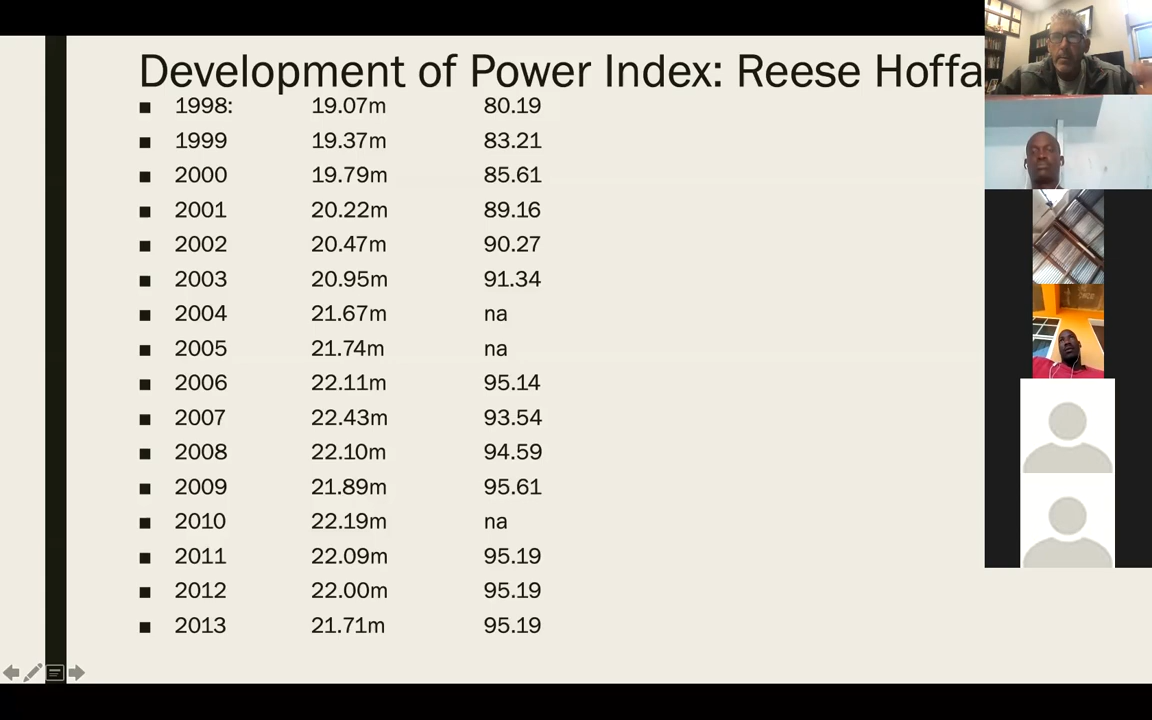 Development of Power Index: Reese Hoffa
■ 1998: 19.07m 80.19
■ 1999 19.37m 83.21
■ 2000 19.79m 85.61
■ 2001 20.22m 89.16
■ 2002 20.47m 90.27
■ 2003 20.95m 91.34
■ 2004 21.67m na
■ 2005 21.74m na
■ 2006 22.11m 95.14
■ 2007 22.43m 93.54
■ 2008 22.10m 94.59
■ 2009 21.89m 95.61
■ 2010 22.19m na
■ 2011 22.09m 95.19
■ 2012 22.00m 95.19
■ 2013 21.71m 95.19